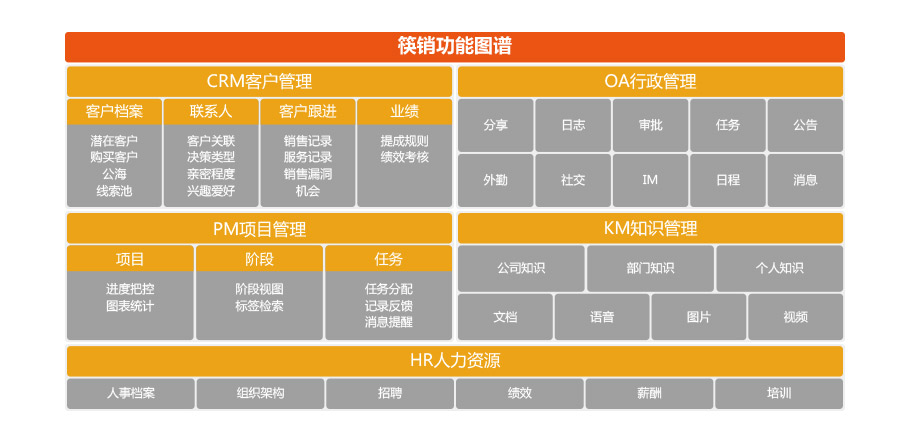 筷销功能图谱
CRM客户管理
客户档案
潜在客户
购买客户
公海
线索池
联系人
客户关联
决策类型
亲密程度
兴趣爱好
客户跟进
销售记录
服务记录
销售漏洞
机会
业绩
提成规则
绩效考核
OA行政管理
分享
日志
审批
任务
公告
外勤
社交
IM
日程
消息
PM项目管理
项目
进度把控
图表统计
阶段
阶段视图
标签检索
任务
任务分配
记录反馈
消息提醒
KM知识管理
公司知识
部门知识
个人知识
文档
语音
图片
视频
HR人力资源
人事档案
组织架构
招聘
绩效
薪酬
培训